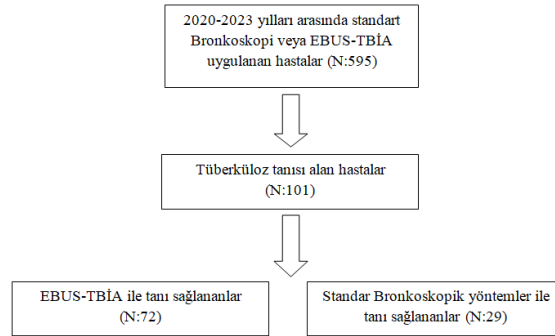 2020-2023 yılları arasında standart
Bronkoskopi veya EBUS-TBİA
uygulanan hastalar (N:595)
Tüberküloz tanısı alan hastalar
(N:101)
EBUS-TBİA ile tanı sağlananlar
(N:72)
Standar Bronkoskopik yöntemler ile
tanı sağlananlar (N:29)